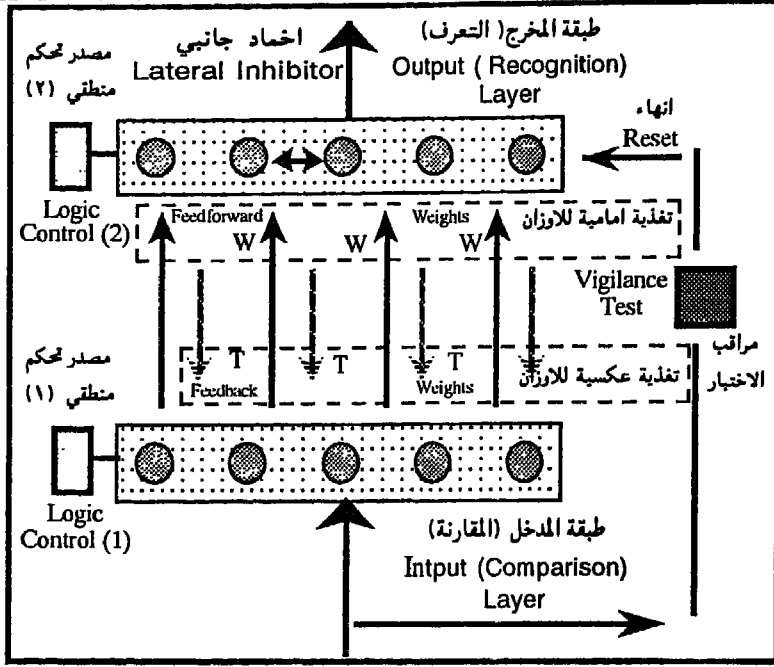 اخماد جانبي
Lateral Inhibitor
طبقة المخرج (التعرف)
Output ( Recognition)
Layer
مصدر تحكم
منطقي (٢)
Logic
Control (2)
انهاء
Reset
Feedforward
Weights
تغذية امامية للاوزان
W
W
W
Vigilance
Test
مراقب
الاختبار
مصدر تحكم
منطقي (١)
T
T
T
Feedback
Weights
تغذية عكسية للاوزان
Logic
Control (1)
طبقة المدخل (المقارنة)
Intput (Comparison)
Layer